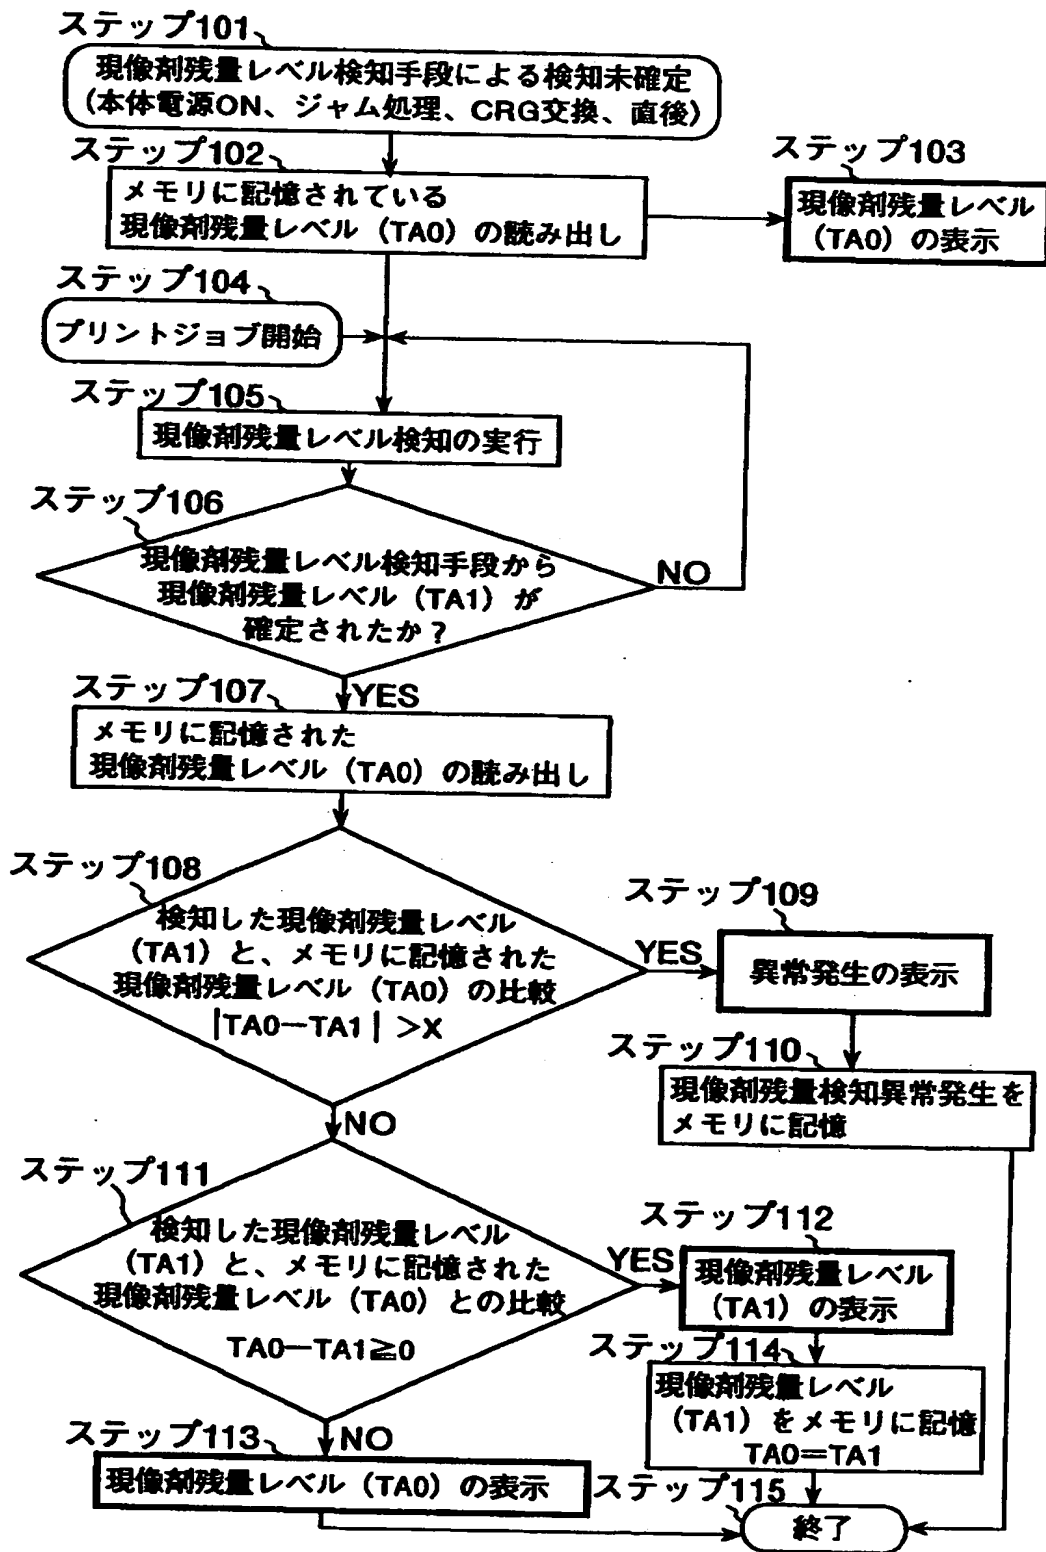 ステップ101
現像剤残量レベル検知手段による検知未確定
(本体電源ON、ジャム処理、CRG交換、直後)
ステップ102
メモリに記憶されている
現像剤残量レベル (TA0) の読み出し
ステップ103
現像剤残量レベル
(TA0) の表示
ステップ104
プリントジョブ開始
ステップ105
現像剤残量レベル検知の実行
ステップ106
現像剤残量レベル検知手段から
現像剤残量レベル (TA1) が
確定されたか?
NO
YES
ステップ107
メモリに記憶された
現像剤残量レベル (TA0) の読み出し
ステップ108
検知した現像剤残量レベル
(TA1) と、メモリに記憶された
現像剤残量レベル (TA0) の比較
|TA0-TA1| >X
YES
ステップ109
異常発生の表示
ステップ110
現像剤残量検知異常発生を
メモリに記憶
NO
ステップ111
検知した現像剤残量レベル
(TA1) と、メモリに記憶された
現像剤残量レベル (TA0) との比較
TA0-TA1≧0
YES
ステップ112
現像剤残量レベル
(TA1) の表示
ステップ114
現像剤残量レベル
(TA1) をメモリに記憶
TA0=TA1
NO
ステップ113
現像剤残量レベル (TA0) の表示
ステップ115
終了